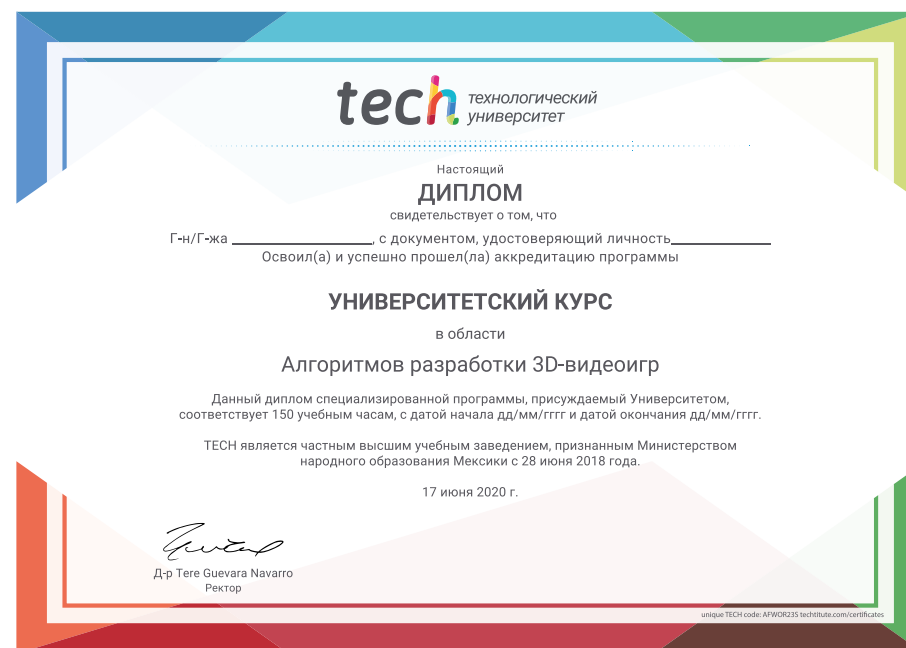 tech технологический
университет
Настоящий
ДИПЛОМ
свидетельствует о том, что
Г-н/Г-жа ____________________, с документом, удостоверяющий личность______________
Освоил(а) и успешно прошел(ла) аккредитацию программы
УНИВЕРСИТЕТСКИЙ КУРС
в области
Алгоритмов разработки 3D-видеоигр
Данный диплом специализированной программы, присуждаемый Университетом,
соответствует 150 учебным часам, с датой начала дд/мм/гггг и датой окончания дд/мм/гггг.
TECH является частным высшим учебным заведением, признанным Министерством
народного образования Мексики с 28 июня 2018 года.
17 июня 2020 г.
Д-р Tere Guevara Navarro
Ректор
unique TECH code: AFWOR23S techtitute.com/certificates